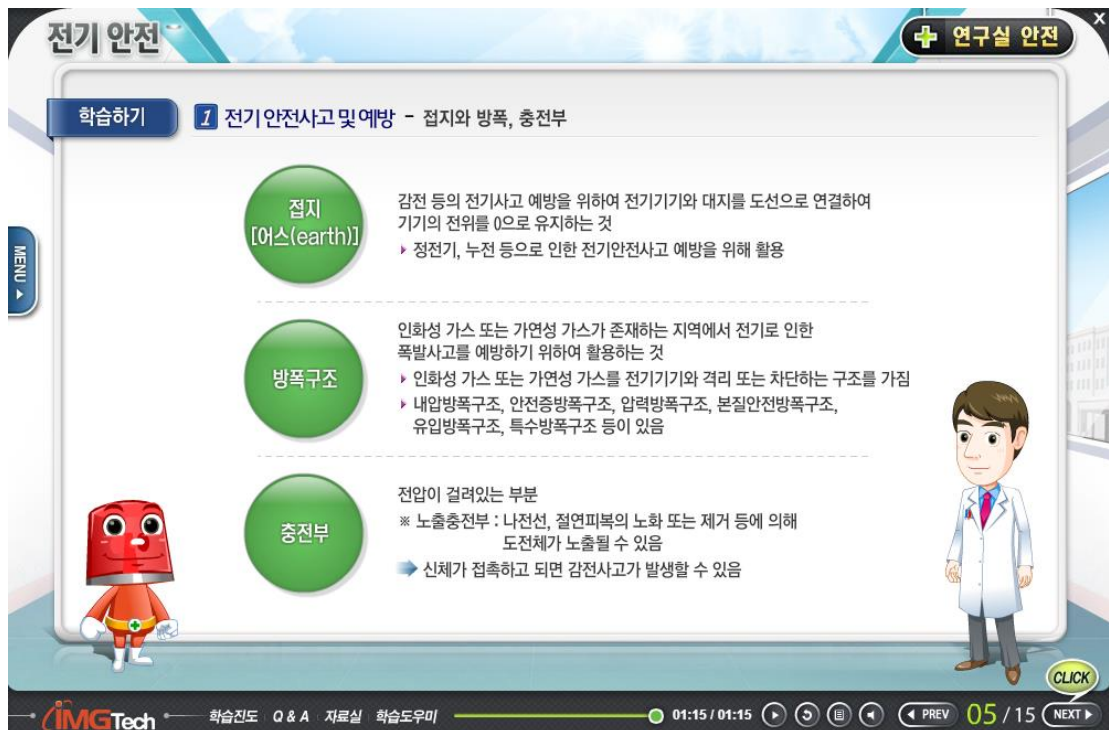 전기 안전
연구실 안전
X
학습하기
1 전기 안전사고 및 예방 - 접지와 방폭, 충전부
접지
[어스(earth)]
감전 등의 전기사고 예방을 위하여 전기기기와 대지를 도선으로 연결하여
기기의 전위를 0으로 유지하는 것
정전기, 누전 등으로 인한 전기안전사고 예방을 위해 활용
MENU
방폭구조
인화성 가스 또는 가연성 가스가 존재하는 지역에서 전기로 인한
폭발사고를 예방하기 위하여 활용하는 것
인화성 가스 또는 가연성 가스를 전기기기와 격리 또는 차단하는 구조를 가짐
내압방폭구조, 안전증방폭구조, 압력방폭구조, 본질안전방폭구조,
유입방폭구조, 특수방폭구조 등이 있음
충전부
전압이 걸려있는 부분
※ 노출충전부 : 나전선, 절연피복의 노화 또는 제거 등에 의해
도전체가 노출될 수 있음
신체가 접촉하고 되면 감전사고가 발생할 수 있음
CLICK
iMGTech
학습진도 Q & A 자료실 학습도우미
01:15 / 01:15
PREV 05 / 15 NEXT